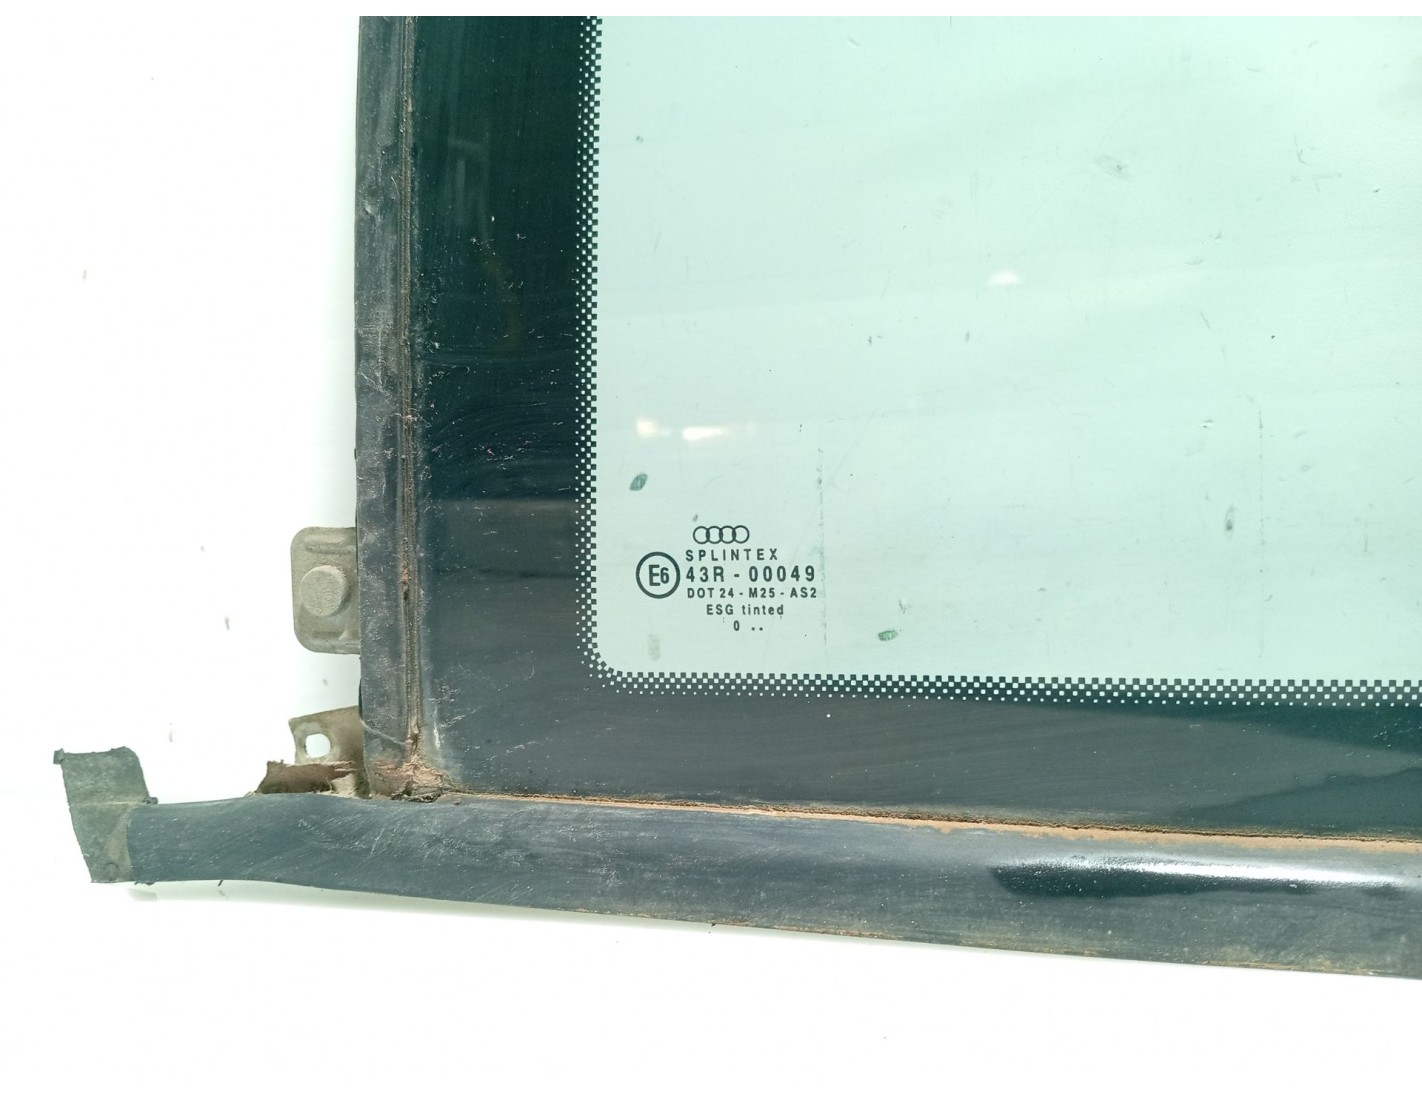 SPLINTEX
E6 43R - 00049
DOT 24 - M25 - AS2
ESG tinted
0 ..